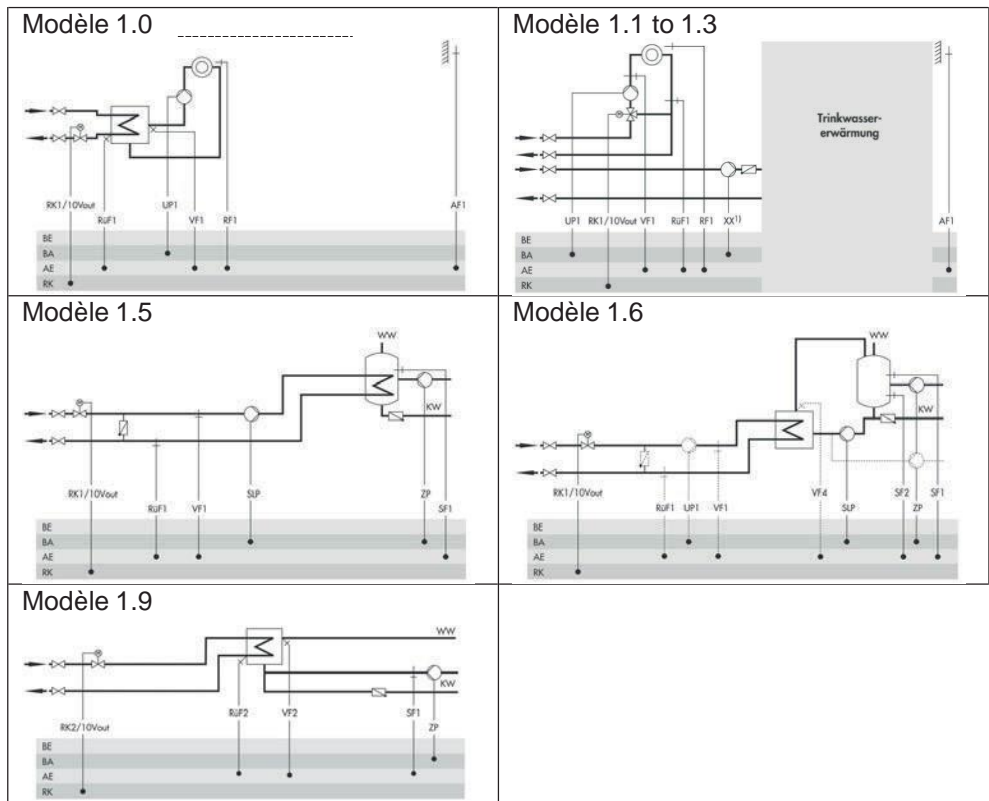 Modèle 1.0
RK1/10Vout
RüF1
UP1
VF1
RF1
AF1
BE
BA
AE
RK
Modèle 1.1 to 1.3
Trinkwasser-
erwärmung
UP1 RK1/10Vout VF1 RüF1 RF1 XX¹⁾ AF1
BE
BA
AE
RK
Modèle 1.5
WW
KW
RK1/10Vout
RüF1
VF1
SLP
ZP
SF1
BE
BA
AE
RK
Modèle 1.6
WW
KW
RK1/10Vout
RüF1
UP1
VF1
VF4
SLP
SF2
ZP
SF1
BE
BA
AE
RK
Modèle 1.9
WW
KW
RK2/10Vout
RüF2
VF2
SF1
ZP
BE
BA
AE
RK